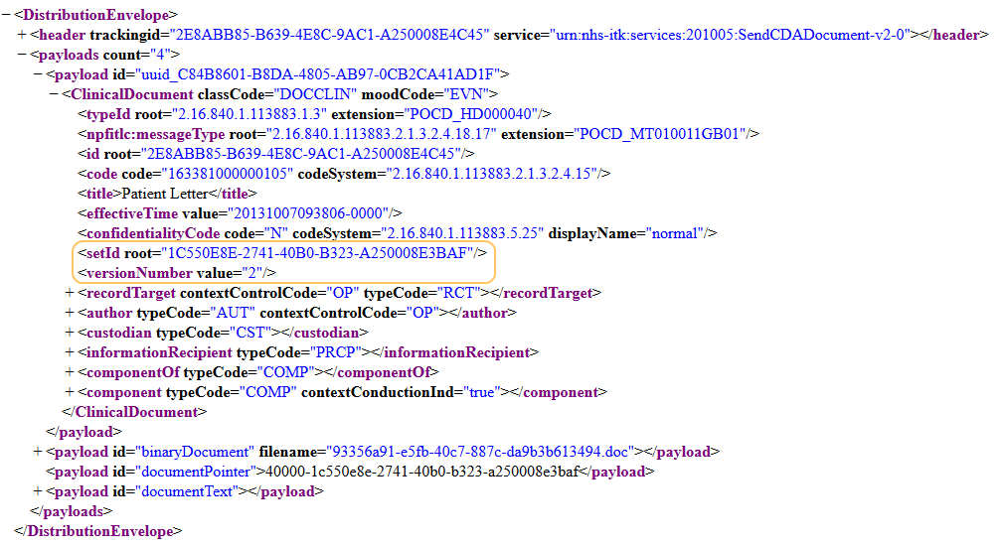 −<DistributionEnvelope>
+<header trackingid="2E8ABB85-B639-4E8C-9AC1-A250008E4C45" service="urn:nhs-itk:services:201005:SendCDADocument-v2-0"></header>
−<payloads count="4">
−<payload id="uuid_C84B8601-B8DA-4805-AB97-0CB2CA41AD1F">
−<ClinicalDocument classCode="DOCCLIN" moodCode="EVN">
<typeId root="2.16.840.1.113883.1.3" extension="POCD_HD000040"/>
<npfitlc:messageType root="2.16.840.1.113883.2.1.3.2.4.18.17" extension="POCD_MT010011GB01"/>
<id root="2E8ABB85-B639-4E8C-9AC1-A250008E4C45"/>
<code code="163381000000105" codeSystem="2.16.840.1.113883.2.1.3.2.4.15"/>
<title>Patient Letter</title>
<effectiveTime value="20131007093806-0000"/>
<confidentialityCode code="N" codeSystem="2.16.840.1.113883.5.25" displayName="normal"/>
<setId root="1C550E8E-2741-40B0-B323-A250008E3BAF"/>
<versionNumber value="2"/>
+<recordTarget contextControlCode="OP" typeCode="RCT"></recordTarget>
+<author typeCode="AUT" contextControlCode="OP"></author>
+<custodian typeCode="CST"></custodian>
+<informationRecipient typeCode="PRCP"></informationRecipient>
+<componentOf typeCode="COMP"></componentOf>
+<component typeCode="COMP" contextConductionInd="true"></component>
</ClinicalDocument>
</payload>
+<payload id="binaryDocument" filename="93356a91-e5fb-40c7-887c-da9b3b613494.doc"></payload>
<payload id="documentPointer">40000-1c550e8e-2741-40b0-b323-a250008e3baf</payload>
+<payload id="documentText"></payload>
</payloads>
</DistributionEnvelope>